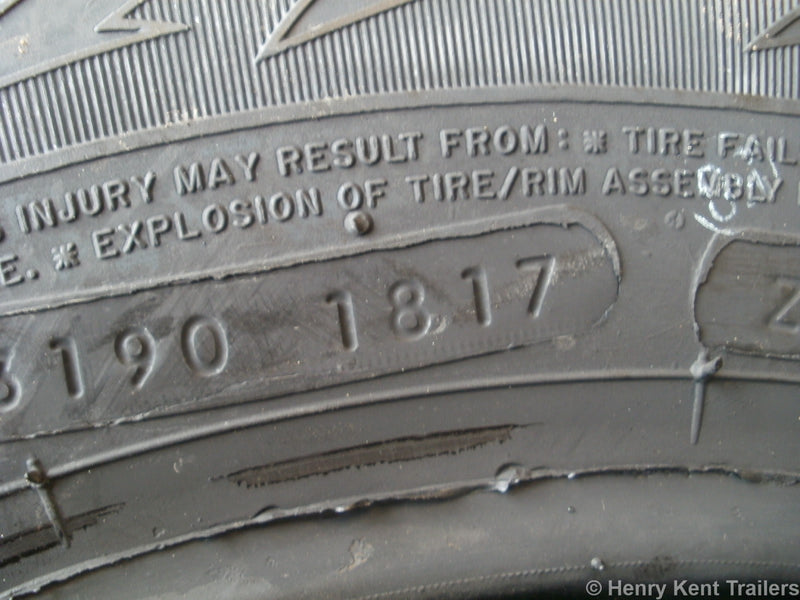 INJURY MAY RESULT FROM: * TIRE FAIL
E. * EXPLOSION OF TIRE/RIM ASSEMBLY
3190 1817
Z
© Henry Kent Trailers